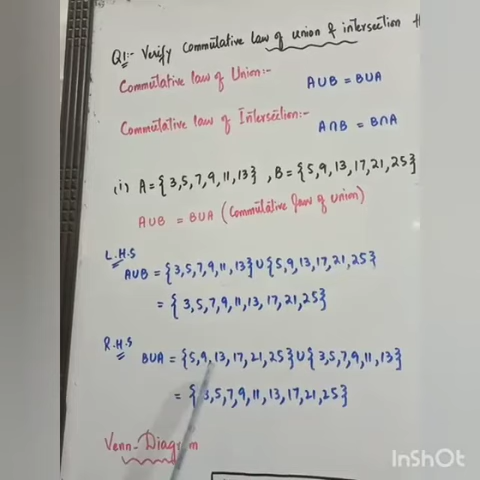 Q1:- Verify commutative law of union & intersection
Commutative law of Union:- A∪B = B∪A
Commutative law of Intersection:- A∩B = B∩A
(i) A={3,5,7,9,11,13} , B={5,9,13,17,21,25}
A∪B = B∪A (Commutative law of union)
L.H.S
A∪B = {3,5,7,9,11,13}∪{5,9,13,17,21,25}
= {3,5,7,9,11,13,17,21,25}
R.H.S
B∪A = {5,9,13,17,21,25}∪{3,5,7,9,11,13}
= {3,5,7,9,11,13,17,21,25}
Venn-Diagram
InShOt